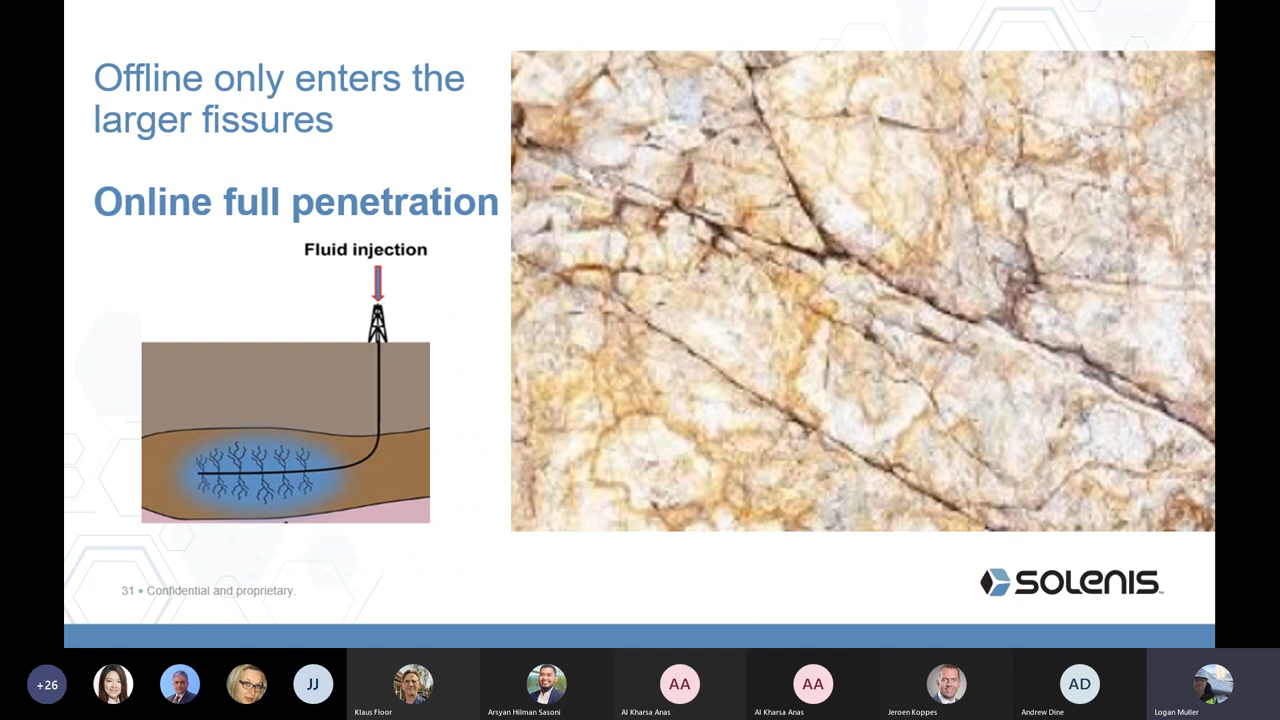 Offline only enters the
larger fissures
Online full penetration
Fluid injection
31 • Confidential and proprietary.
SOLENIS
+26
JJ
AA
AA
AD
Klaus Floor
Arsyan Hilman Sasoni
Al Kharsa Anas
Al Kharsa Anas
Jeroen Koppes
Andrew Dine
Logan Muller